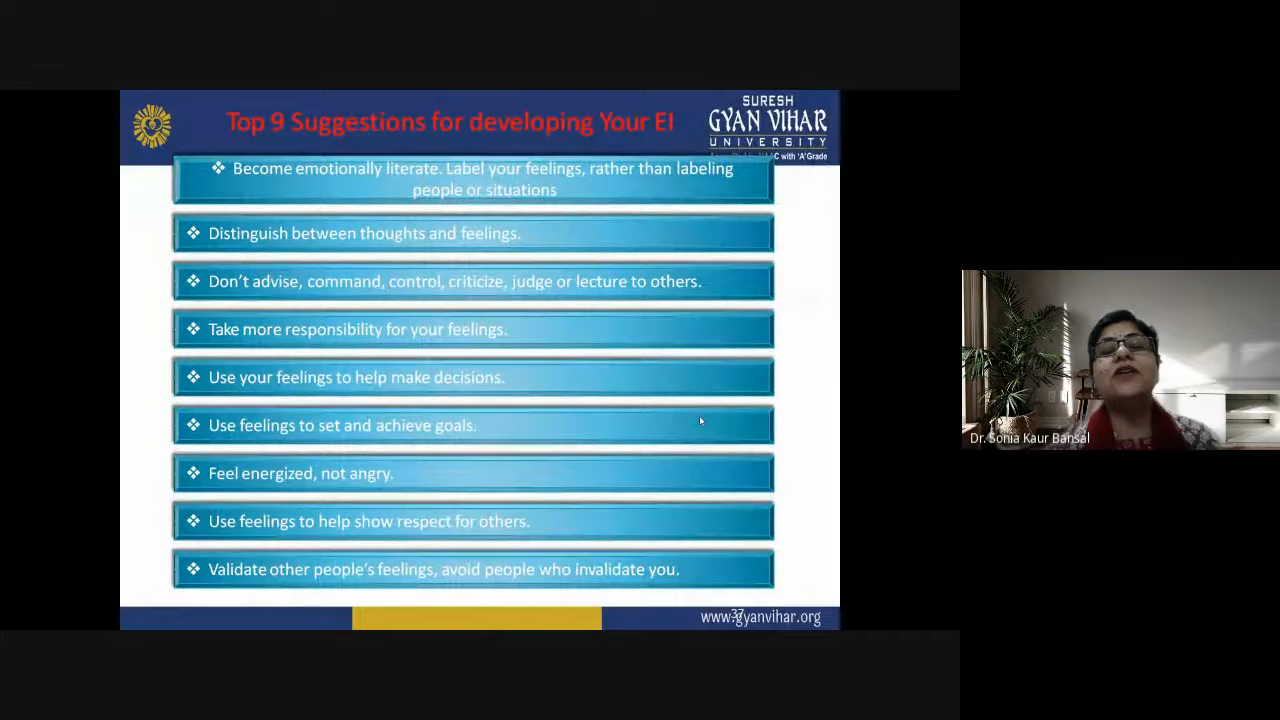 Top 9 Suggestions for developing Your EI
SURESH
GYAN VIHAR
UNIVERSITY
C with 'A' Grade
❖ Become emotionally literate. Label your feelings, rather than labeling
people or situations
❖ Distinguish between thoughts and feelings.
❖ Don't advise, command, control, criticize, judge or lecture to others.
❖ Take more responsibility for your feelings.
❖ Use your feelings to help make decisions.
❖ Use feelings to set and achieve goals.
❖ Feel energized, not angry.
❖ Use feelings to help show respect for others.
❖ Validate other people's feelings, avoid people who invalidate you.
37
www.gyanvihar.org
Dr. Sonia Kaur Bansal